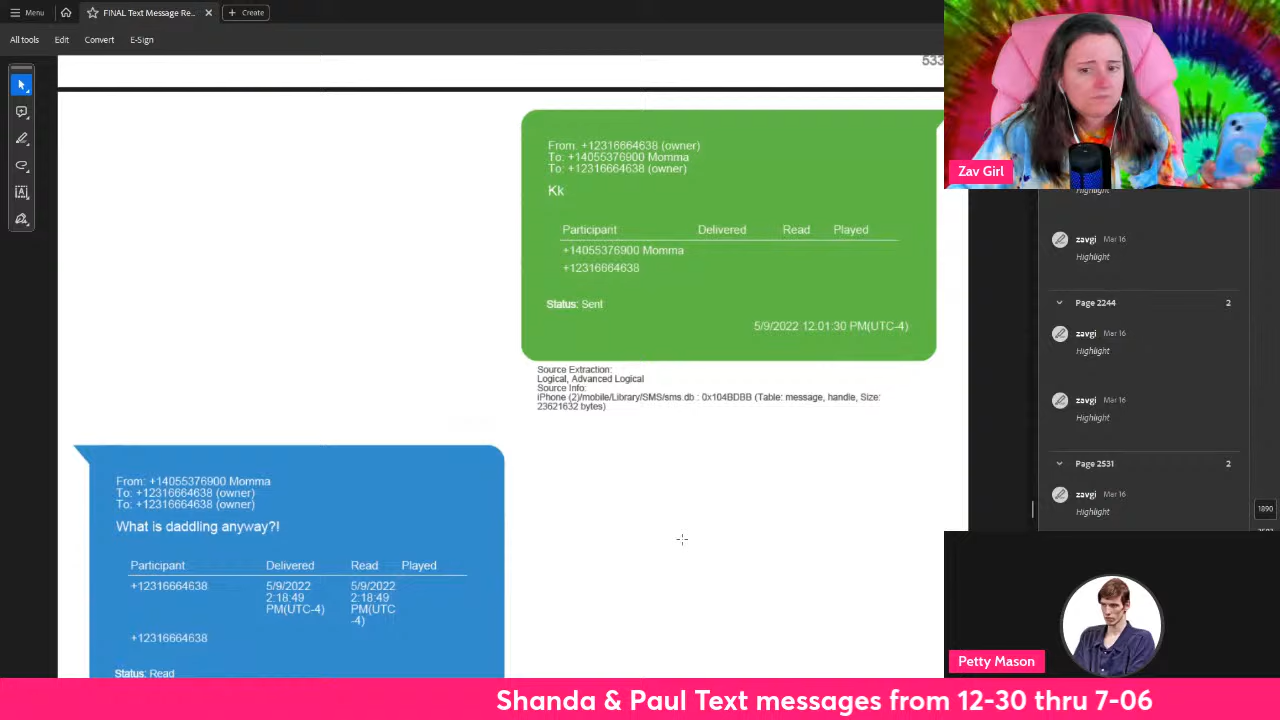 Menu
FINAL Text Message Re...
Create
All tools
Edit
Convert
E-Sign
533
From: +12316664638 (owner)
To: +14055376900 Momma
To: +12316664638 (owner)
Kk
Participant Delivered Read Played
+14055376900 Momma
+12316664638
Status: Sent
5/9/2022 12:01:30 PM(UTC-4)
Source Extraction:
Logical, Advanced Logical
Source Info:
iPhone (2)/mobile/Library/SMS/sms.db : 0x104BDBB (Table: message, handle, Size:
23621632 bytes)
From: +14055376900 Momma
To: +12316664638 (owner)
To: +12316664638 (owner)
What is daddling anyway?!
Participant Delivered Read Played
+12316664638 5/9/2022 5/9/2022
2:18:49 2:18:49
PM(UTC-4) PM(UTC
-4)
+12316664638
Status: Read
Zav Girl
Highlight
zavgi Mar 16
Highlight
Page 2244 2
zavgi Mar 16
Highlight
zavgi Mar 16
Highlight
Page 2531 2
zavgi Mar 16
Highlight
1890
Petty Mason
Shanda & Paul Text messages from 12-30 thru 7-06